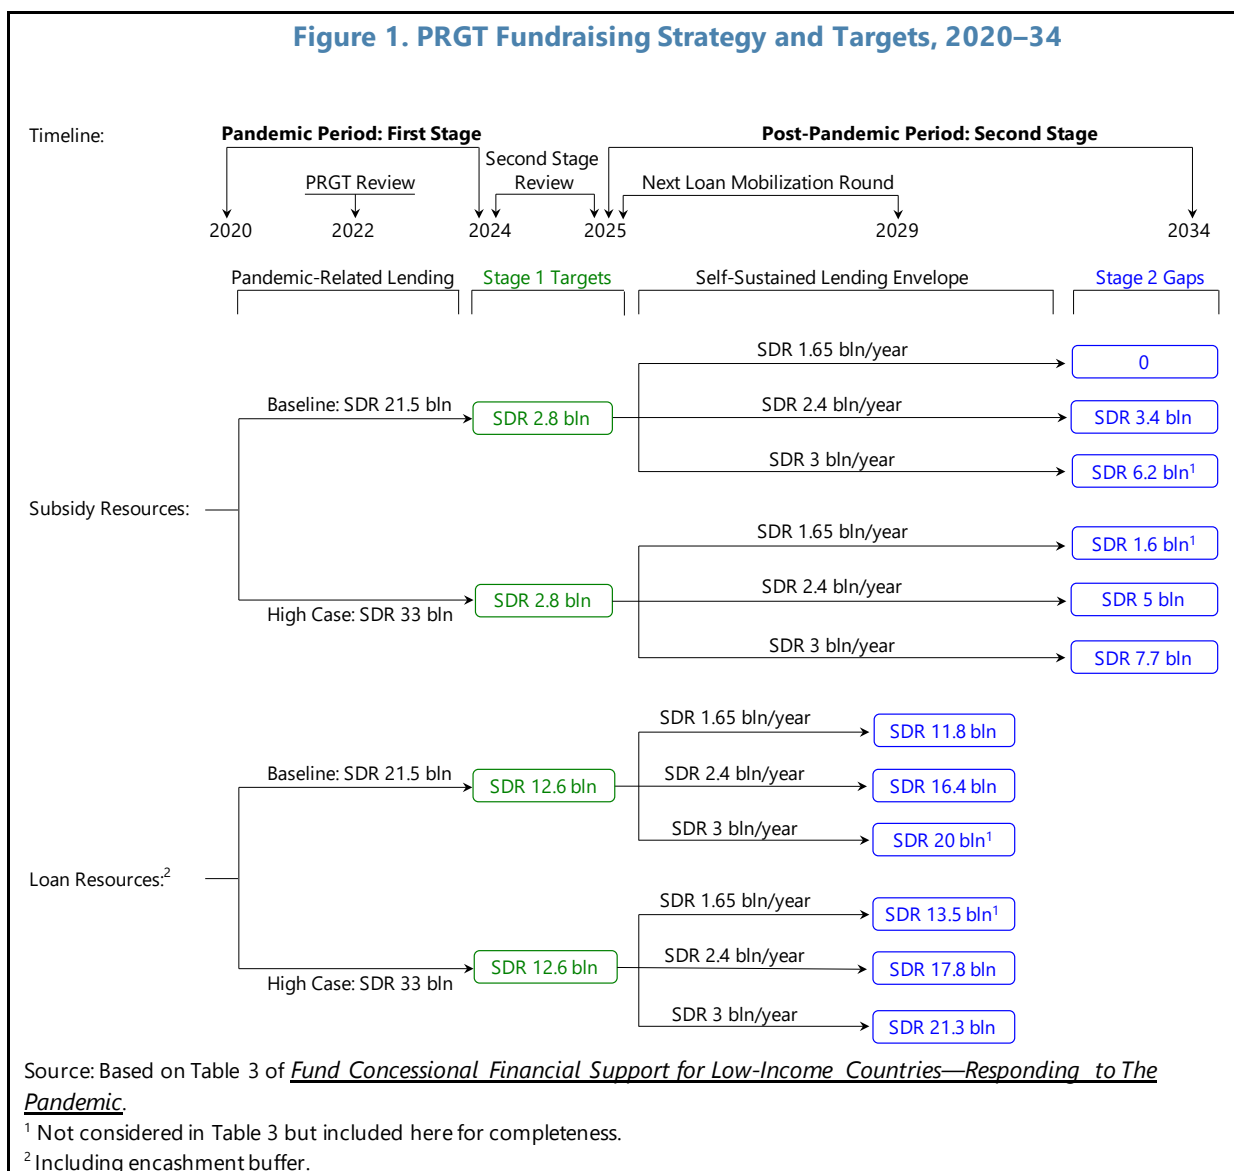 Figure 1. PRGT Fundraising Strategy and Targets, 2020–34
Timeline:
Pandemic Period: First Stage
Post-Pandemic Period: Second Stage
Second Stage
Review
PRGT Review
Next Loan Mobilization Round
2020
2022
2024
2025
2029
2034
Pandemic-Related Lending
Stage 1 Targets
Self-Sustained Lending Envelope
Stage 2 Gaps
SDR 1.65 bln/year
0
Baseline: SDR 21.5 bln
SDR 2.8 bln
SDR 2.4 bln/year
SDR 3.4 bln
SDR 3 bln/year
SDR 6.2 bln¹
Subsidy Resources:
SDR 1.65 bln/year
SDR 1.6 bln¹
High Case: SDR 33 bln
SDR 2.8 bln
SDR 2.4 bln/year
SDR 5 bln
SDR 3 bln/year
SDR 7.7 bln
SDR 1.65 bln/year
SDR 11.8 bln
Baseline: SDR 21.5 bln
SDR 12.6 bln
SDR 2.4 bln/year
SDR 16.4 bln
SDR 3 bln/year
SDR 20 bln¹
Loan Resources:²
SDR 1.65 bln/year
SDR 13.5 bln¹
High Case: SDR 33 bln
SDR 12.6 bln
SDR 2.4 bln/year
SDR 17.8 bln
SDR 3 bln/year
SDR 21.3 bln
Source: Based on Table 3 of Fund Concessional Financial Support for Low-Income Countries—Responding to The
Pandemic.
¹ Not considered in Table 3 but included here for completeness.
² Including encashment buffer.